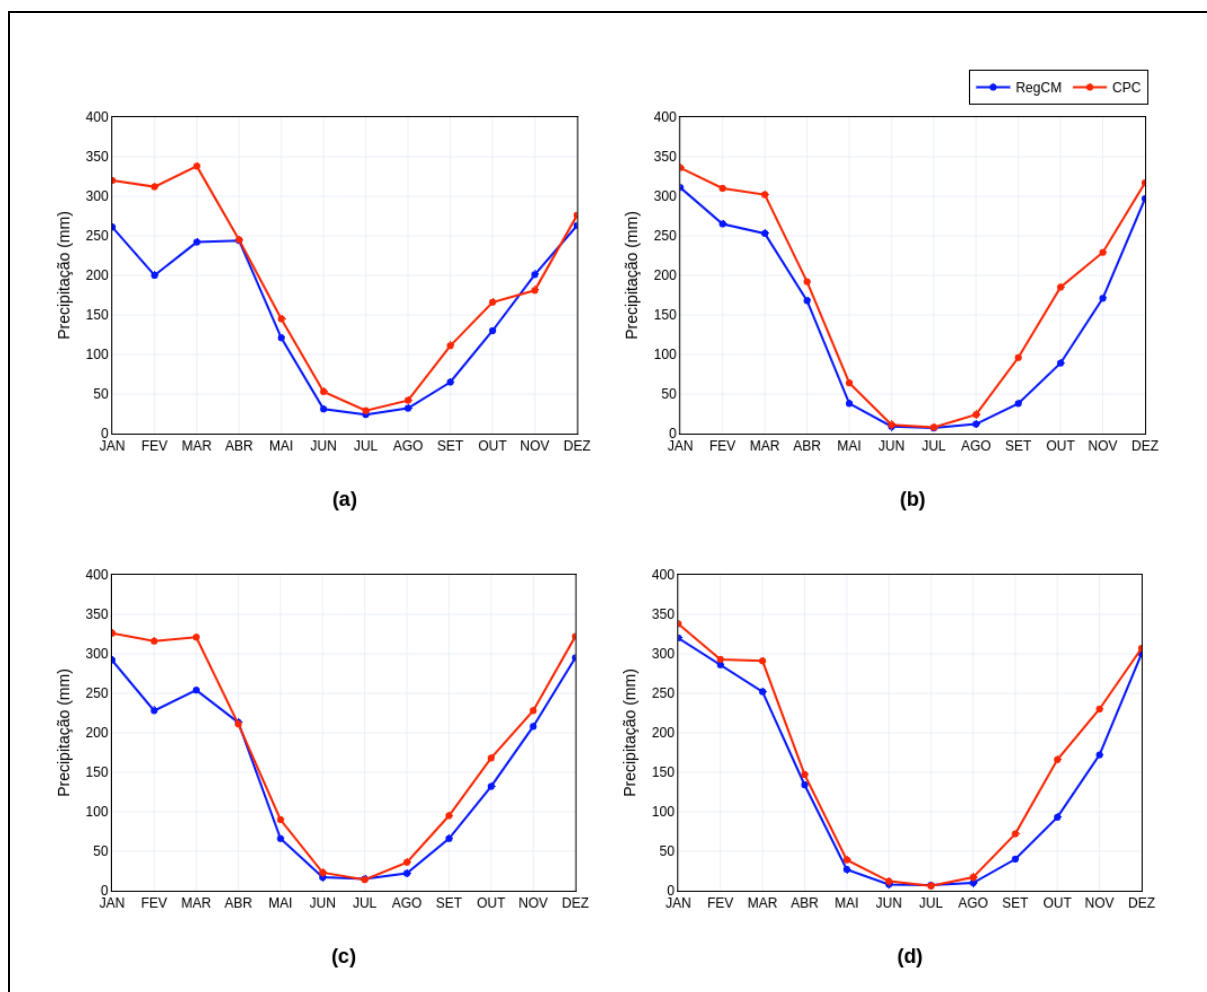 RegCM CPC
400 400
350 350
300 300
250 250
200 200
150 150
100 100
50 50
0 0
Precipitação (mm) Precipitação (mm)
JAN FEV MAR ABR MAI JUN JUL AGO SET OUT NOV DEZ JAN FEV MAR ABR MAI JUN JUL AGO SET OUT NOV DEZ
(a) (b)
400 400
350 350
300 300
250 250
200 200
150 150
100 100
50 50
0 0
Precipitação (mm) Precipitação (mm)
JAN FEV MAR ABR MAI JUN JUL AGO SET OUT NOV DEZ JAN FEV MAR ABR MAI JUN JUL AGO SET OUT NOV DEZ
(c) (d)